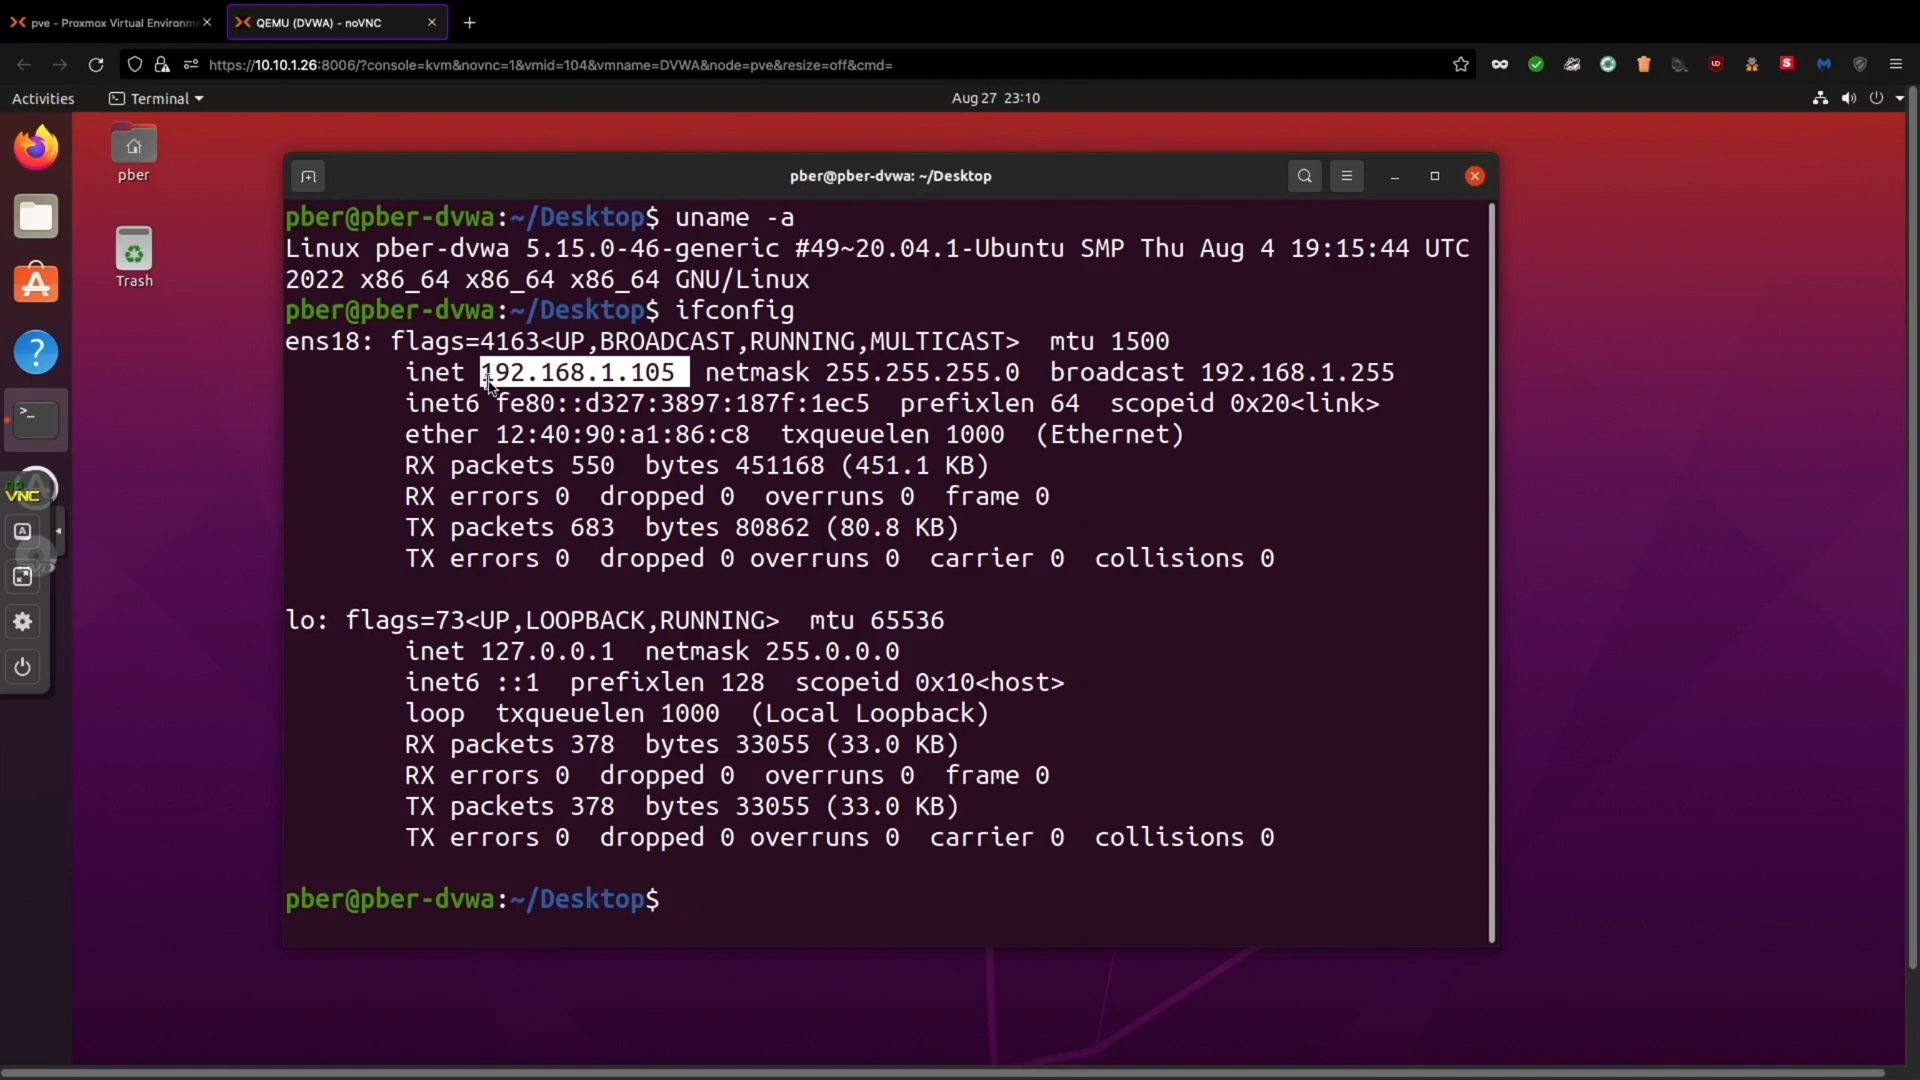 pve - Proxmox Virtual Environm
QEMU (DVWA) - noVNC
https://10.10.1.26:8006/?console=kvm&novnc=1&vmid=104&vmname=DVWA&node=pve&resize=off&cmd=
Activities
Terminal
Aug 27 23:10
pber
Trash
pber@pber-dvwa: ~/Desktop
pber@pber-dvwa:~/Desktop$ uname -a
Linux pber-dvwa 5.15.0-46-generic #49~20.04.1-Ubuntu SMP Thu Aug 4 19:15:44 UTC
2022 x86_64 x86_64 x86_64 GNU/Linux
pber@pber-dvwa:~/Desktop$ ifconfig
ens18: flags=4163<UP,BROADCAST,RUNNING,MULTICAST>  mtu 1500
inet 192.168.1.105  netmask 255.255.255.0  broadcast 192.168.1.255
inet6 fe80::d327:3897:187f:1ec5  prefixlen 64  scopeid 0x20<link>
ether 12:40:90:a1:86:c8  txqueuelen 1000  (Ethernet)
RX packets 550  bytes 451168 (451.1 KB)
RX errors 0  dropped 0  overruns 0  frame 0
TX packets 683  bytes 80862 (80.8 KB)
TX errors 0  dropped 0 overruns 0  carrier 0  collisions 0
lo: flags=73<UP,LOOPBACK,RUNNING>  mtu 65536
inet 127.0.0.1  netmask 255.0.0.0
inet6 ::1  prefixlen 128  scopeid 0x10<host>
loop  txqueuelen 1000  (Local Loopback)
RX packets 378  bytes 33055 (33.0 KB)
RX errors 0  dropped 0  overruns 0  frame 0
TX packets 378  bytes 33055 (33.0 KB)
TX errors 0  dropped 0 overruns 0  carrier 0  collisions 0
pber@pber-dvwa:~/Desktop$
no
VNC